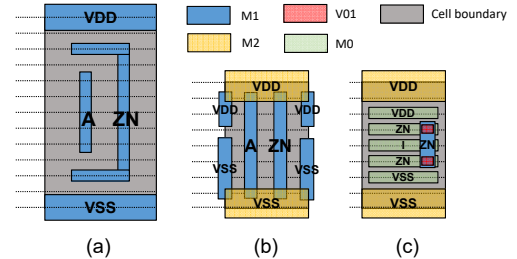 M1
V01
Cell boundary
M2
M0
VDD
A
ZN
VSS
(a)
VDD
VDD
VDD
A
ZN
VSS
VSS
VSS
(b)
VDD
VDD
ZN
I
ZN
ZN
VSS
VSS
(c)